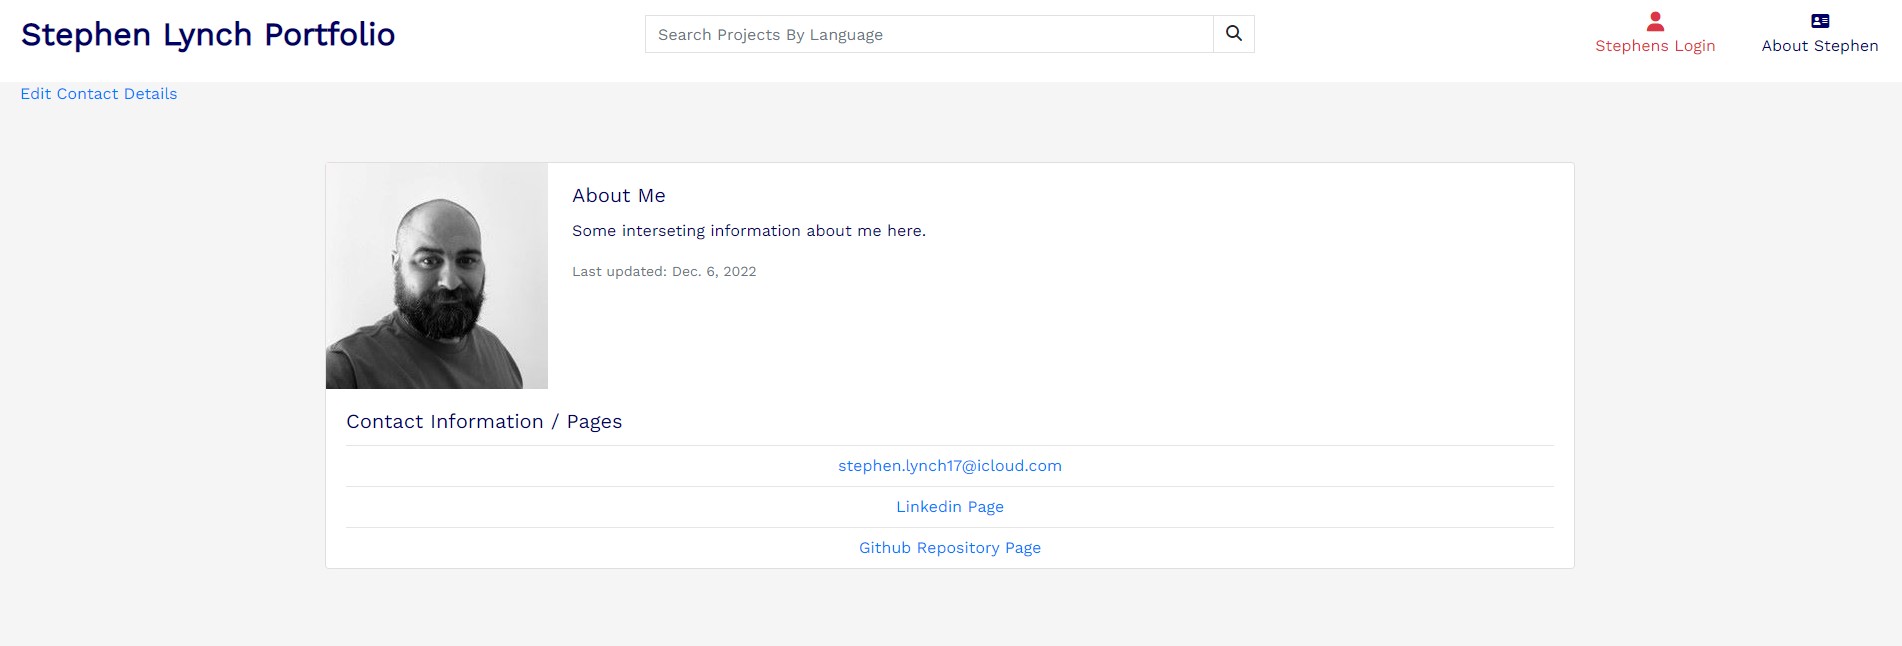 Stephen Lynch Portfolio
Search Projects By Language
Stephens Login
About Stephen
Edit Contact Details
About Me
Some interseting information about me here.
Last updated: Dec. 6, 2022
Contact Information / Pages
stephen.lynch17@icloud.com
Linkedin Page
Github Repository Page